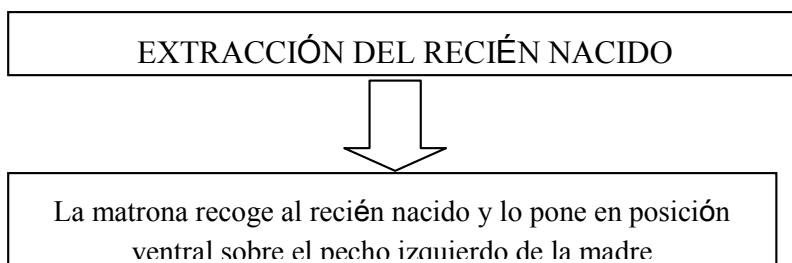 EXTRACCIÓN DEL RECIÉN NACIDO
La matrona recoge al recién nacido y lo pone en posición
ventral sobre el pecho izquierdo de la madre